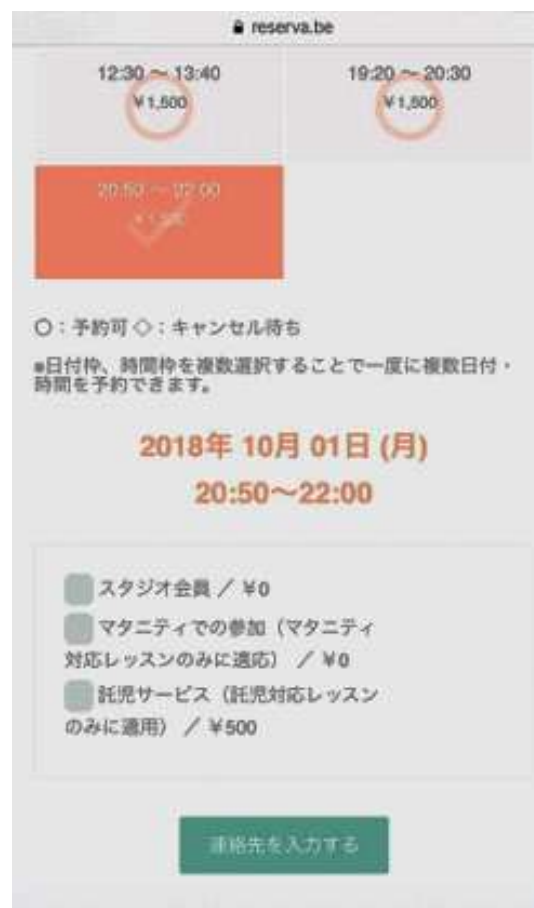 reserva.be
12:30 ～ 13:40
19:20 ～ 20:30
¥1,500
¥1,500
20:50 ～ 22:00
¥1,500
○：予約可 ◇：キャンセル待ち
※日付枠、時間枠を複数選択することで一度に複数日付・
時間を予約できます。
2018年 10月 01日 (月)
20:50～22:00
スタジオ会員 / ¥0
マタニティでの参加（マタニティ
対応レッスンのみに適応） / ¥0
託児サービス（託児対応レッスン
のみに適用） / ¥500
連絡先を入力する